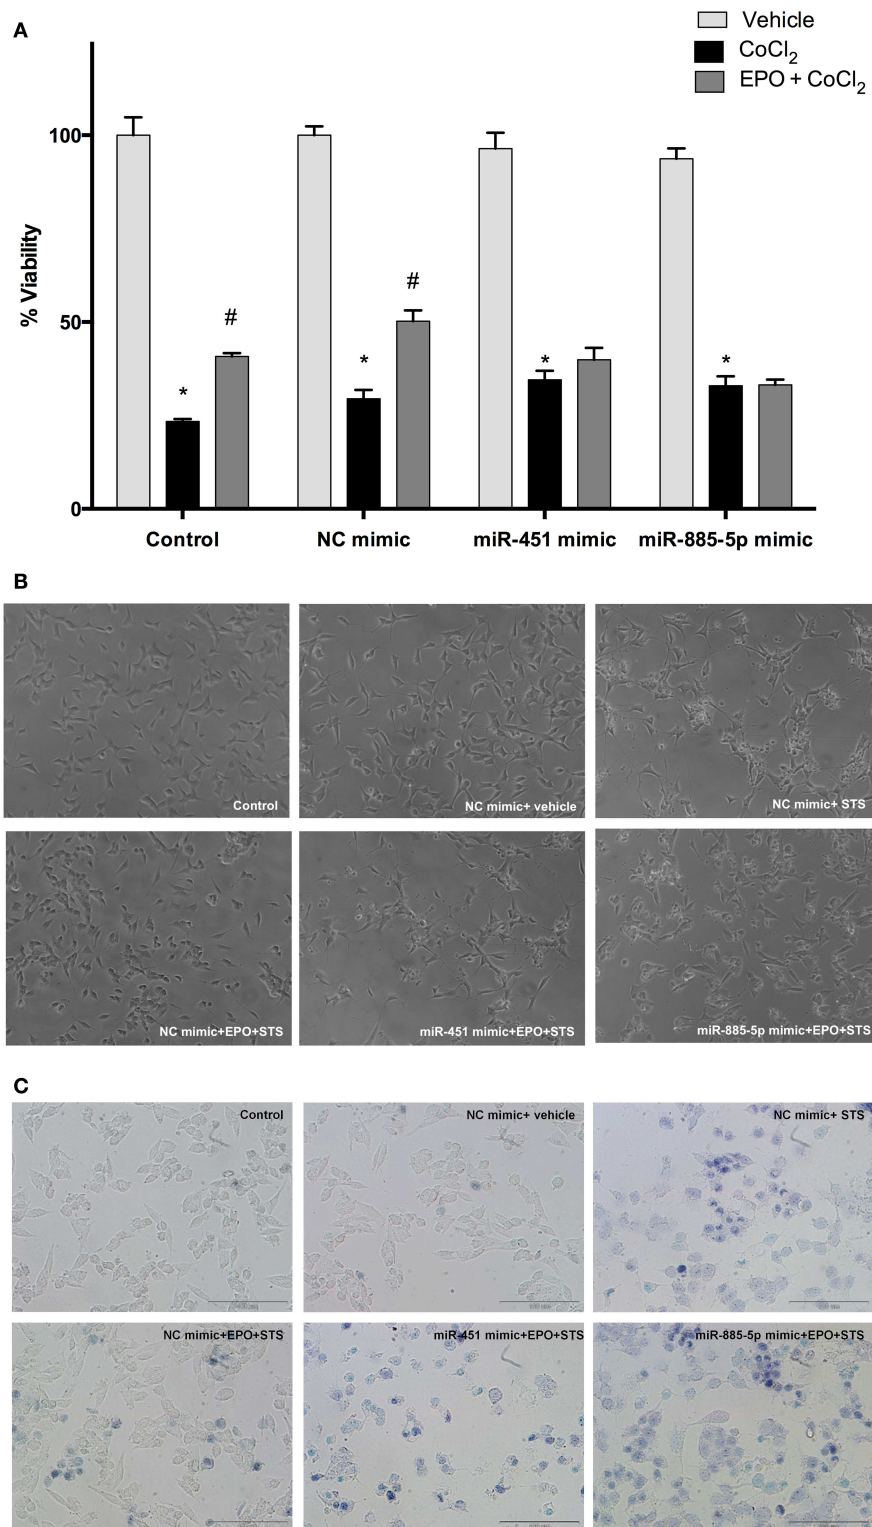 A
Vehicle
CoCl2
EPO + CoCl2
% Viability
100
50
0
#
#
*
*
*
*
Control
NC mimic
miR-451 mimic
miR-885-5p mimic
B
Control
NC mimic+ vehicle
NC mimic+ STS
NC mimic+EPO+STS
miR-451 mimic+EPO+STS
miR-885-5p mimic+EPO+STS
C
Control
NC mimic+ vehicle
NC mimic+ STS
NC mimic+EPO+STS
miR-451 mimic+EPO+STS
miR-885-5p mimic+EPO+STS